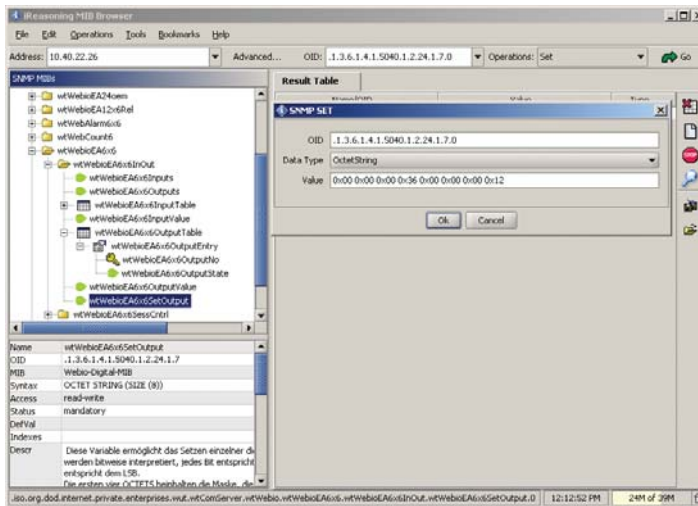 iReasoning MIB Browser
File Edit Operations Tools Bookmarks Help
Address: 10.40.22.26 Advanced... OID: .1.3.6.1.4.1.5040.1.2.24.1.7.0 Operations: Set Go
SNMP MIBs
Result Table
Name/OID Value Type
wtWebioEA24oem
wtWebioEA12x6Rel
wtWebAlarm6x6
wtWebCount6
wtWebioEA6x6
wtWebioEA6x6InOut
wtWebioEA6x6Inputs
wtWebioEA6x6Outputs
wtWebioEA6x6InputTable
wtWebioEA6x6InputValue
wtWebioEA6x6OutputTable
wtWebioEA6x6OutputEntry
wtWebioEA6x6OutputNo
wtWebioEA6x6OutputState
wtWebioEA6x6OutputValue
wtWebioEA6x6SetOutput
wtWebioEA6x6SessCntrl
SNMP SET
OID .1.3.6.1.4.1.5040.1.2.24.1.7.0
Data Type OctetString
Value 0x00 0x00 0x00 0x36 0x00 0x00 0x00 0x12
Ok Cancel
STOP
Name wtWebioEA6x6SetOutput
OID .1.3.6.1.4.1.5040.1.2.24.1.7
MIB Webio-Digital-MIB
Syntax OCTET STRING (SIZE (8))
Access read-write
Status mandatory
DefVal
Indexes
Descr Diese Variable ermöglicht das Setzen einzelner
werden bitweise interpretiert, jedes Bit entspricht
entspricht dem LSB.
Die ersten vier OCTETS beinhalten die Maske,
.iso.org.dod.internet.private.enterprises.wut.wtComServer.wtWebio.wtWebioEA6x6.wtWebioEA6x6InOut.wtWebioEA6x6SetOutput.0 12:12:52 PM 24M of 39M